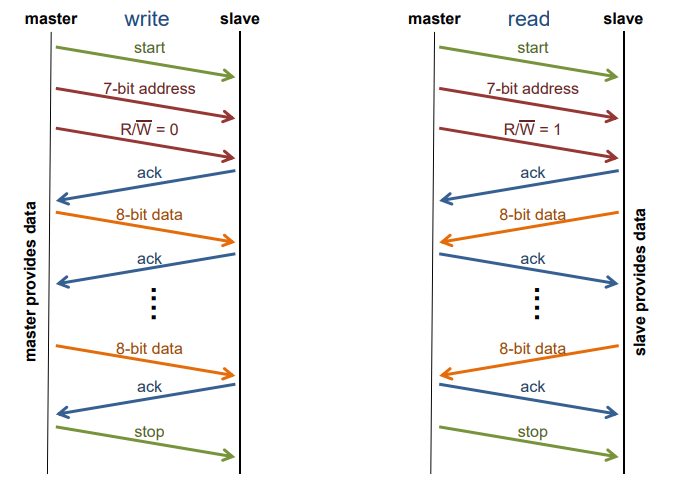 master write slave
start
7-bit address
R/W̅ = 0
ack
8-bit data
ack
8-bit data
ack
stop
master provides data
master read slave
start
7-bit address
R/W̅ = 1
ack
8-bit data
ack
8-bit data
ack
stop
slave provides data